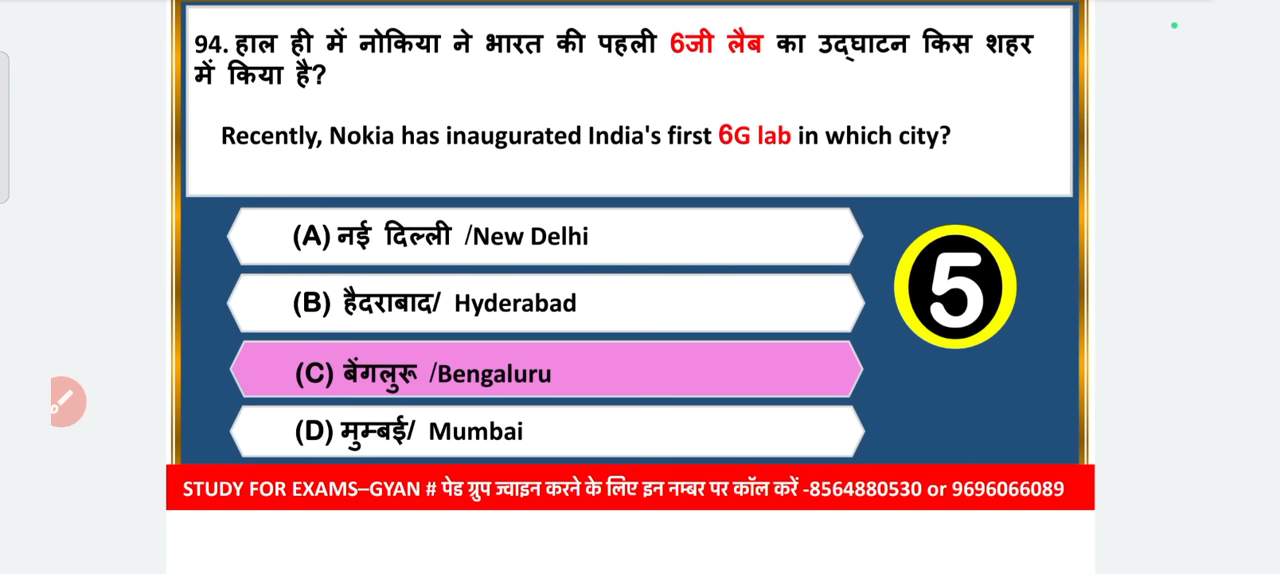 94. हाल ही में नोकिया ने भारत की पहली 6जी लैब का उद्घाटन किस शहर
में किया है?
Recently, Nokia has inaugurated India's first 6G lab in which city?
(A) नई दिल्ली /New Delhi
(B) हैदराबाद/ Hyderabad
(C) बेंगलुरू /Bengaluru
(D) मुम्बई/ Mumbai
5
STUDY FOR EXAMS–GYAN # पेड ग्रुप ज्वाइन करने के लिए इन नम्बर पर कॉल करें -8564880530 or 9696066089